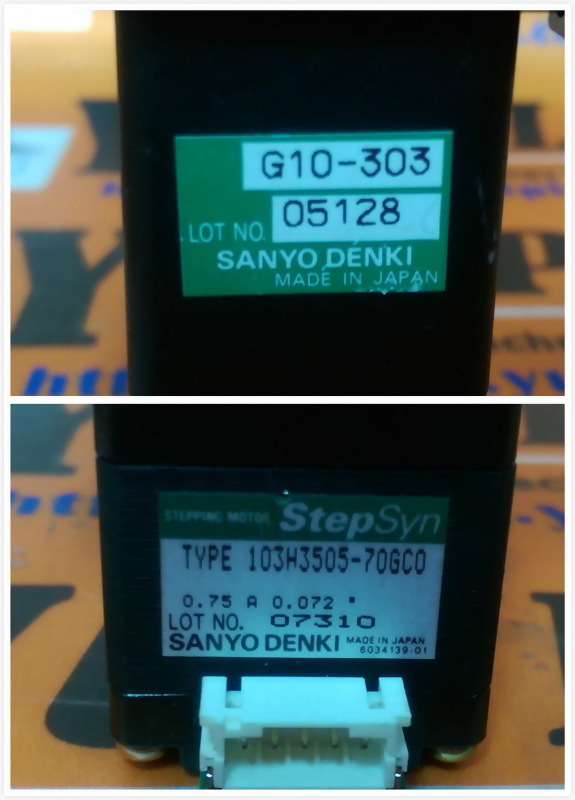 G10-303
LOT NO. 05128
SANYO DENKI
MADE IN JAPAN
STEPPING MOTOR StepSyn
TYPE 103H3505-70GC0
0.75 A 0.072 °
LOT NO. 07310
SANYO DENKI MADE IN JAPAN
6034139-01